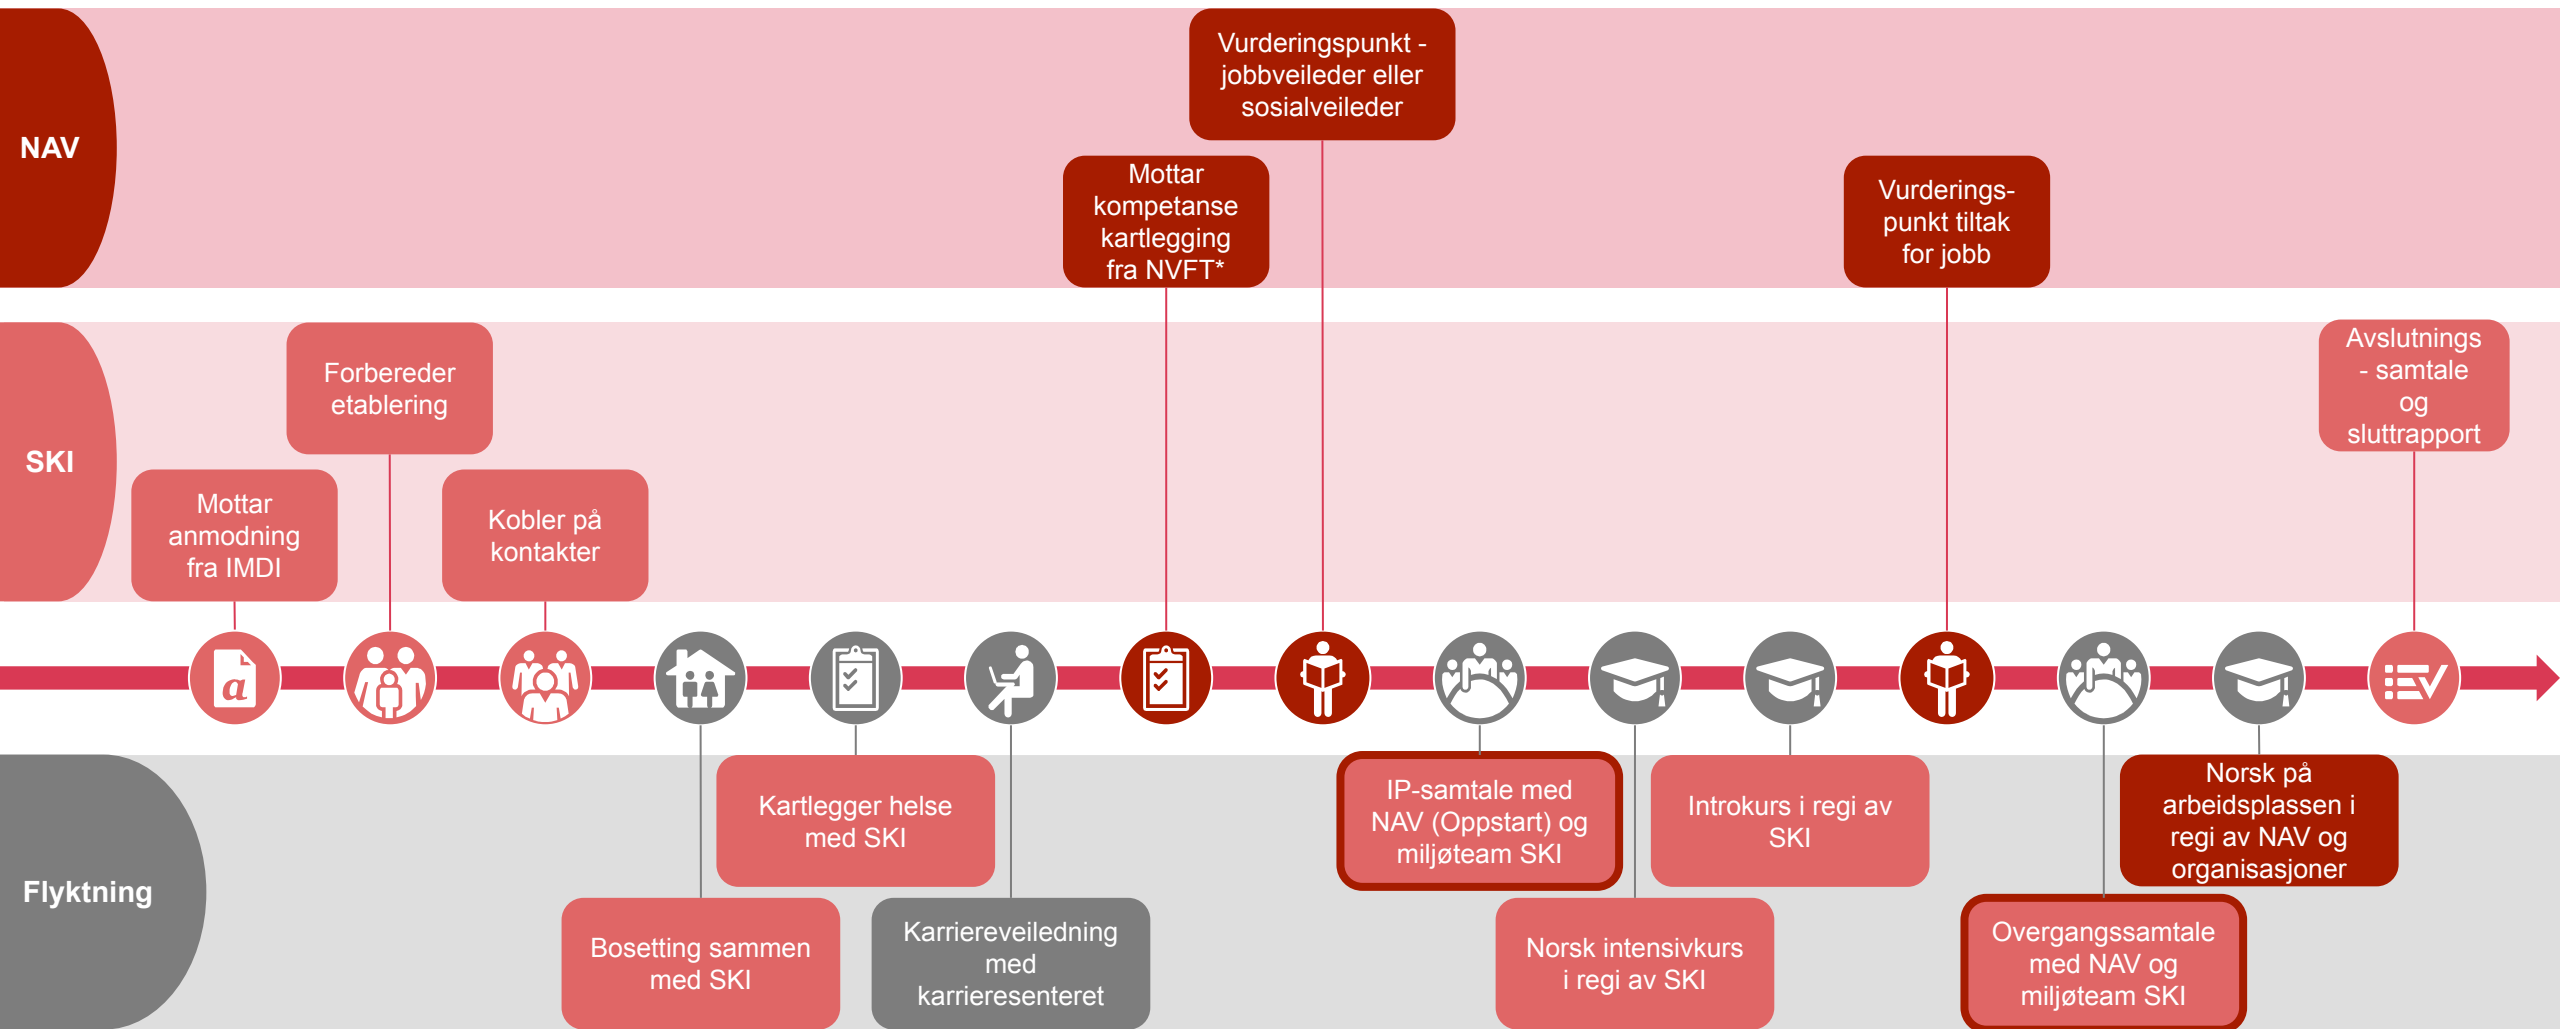 NAV
Vurderingspunkt -
jobbveileder eller
sosialveileder
Mottar
kompetanse
kartlegging
fra NVFT*
Vurderings-
punkt tiltak
for jobb
SKI
Mottar
anmodning
fra IMDI
Forbereder
etablering
Kobler på
kontakter
Avslutnings
- samtale
og
sluttrapport
a
Flyktning
Bosetting sammen
med SKI
Kartlegger helse
med SKI
Karriereveiledning
med
karrieresenteret
IP-samtale med
NAV (Oppstart) og
miljøteam SKI
Norsk intensivkurs
i regi av SKI
Introkurs i regi av
SKI
Overgangssamtale
med NAV og
miljøteam SKI
Norsk på
arbeidsplassen i
regi av NAV og
organisasjoner